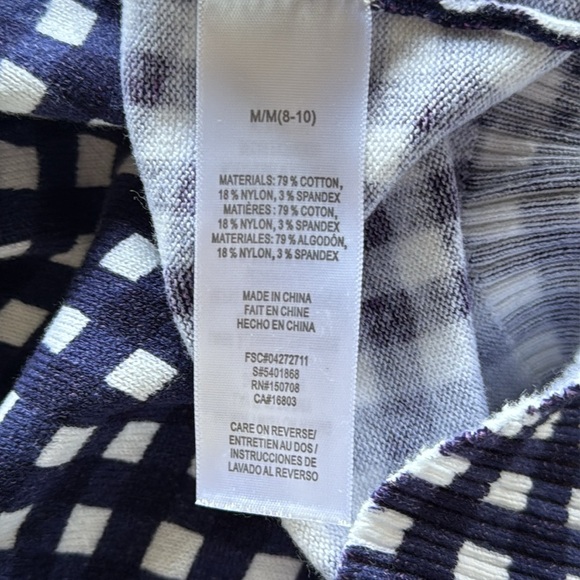 M/M(8-10)
MATERIALS: 79 % COTTON,
18 % NYLON, 3 % SPANDEX
MATIÈRES : 79 % COTON,
18 % NYLON, 3 % SPANDEX
MATERIALES: 79 % ALGODÓN,
18 % NYLON, 3 % SPANDEX
MADE IN CHINA
FAIT EN CHINE
HECHO EN CHINA
FSC#04272711
S#5401868
RN#150708
CA#16803
CARE ON REVERSE/
ENTRETIEN AU DOS /
INSTRUCCIONES DE
LAVADO AL REVERSO